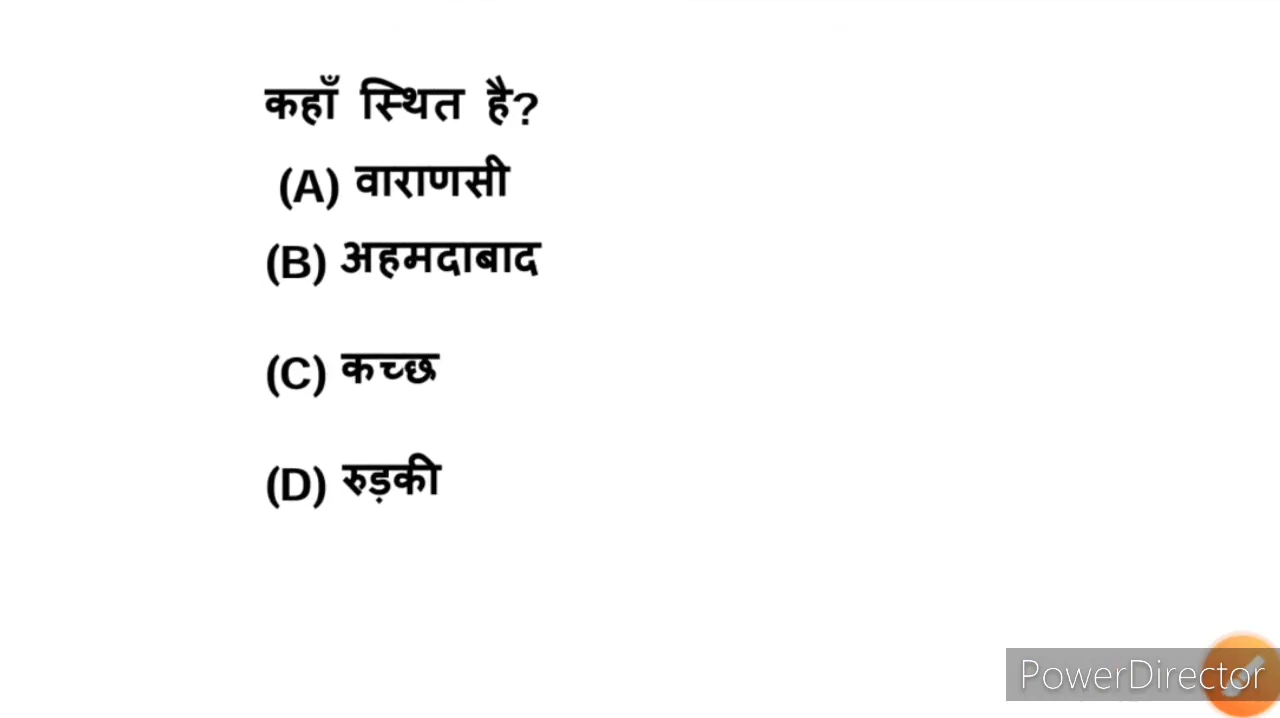 कहाँ स्थित है?
(A) वाराणसी
(B) अहमदाबाद
(C) कच्छ
(D) रुड़की
PowerDirector